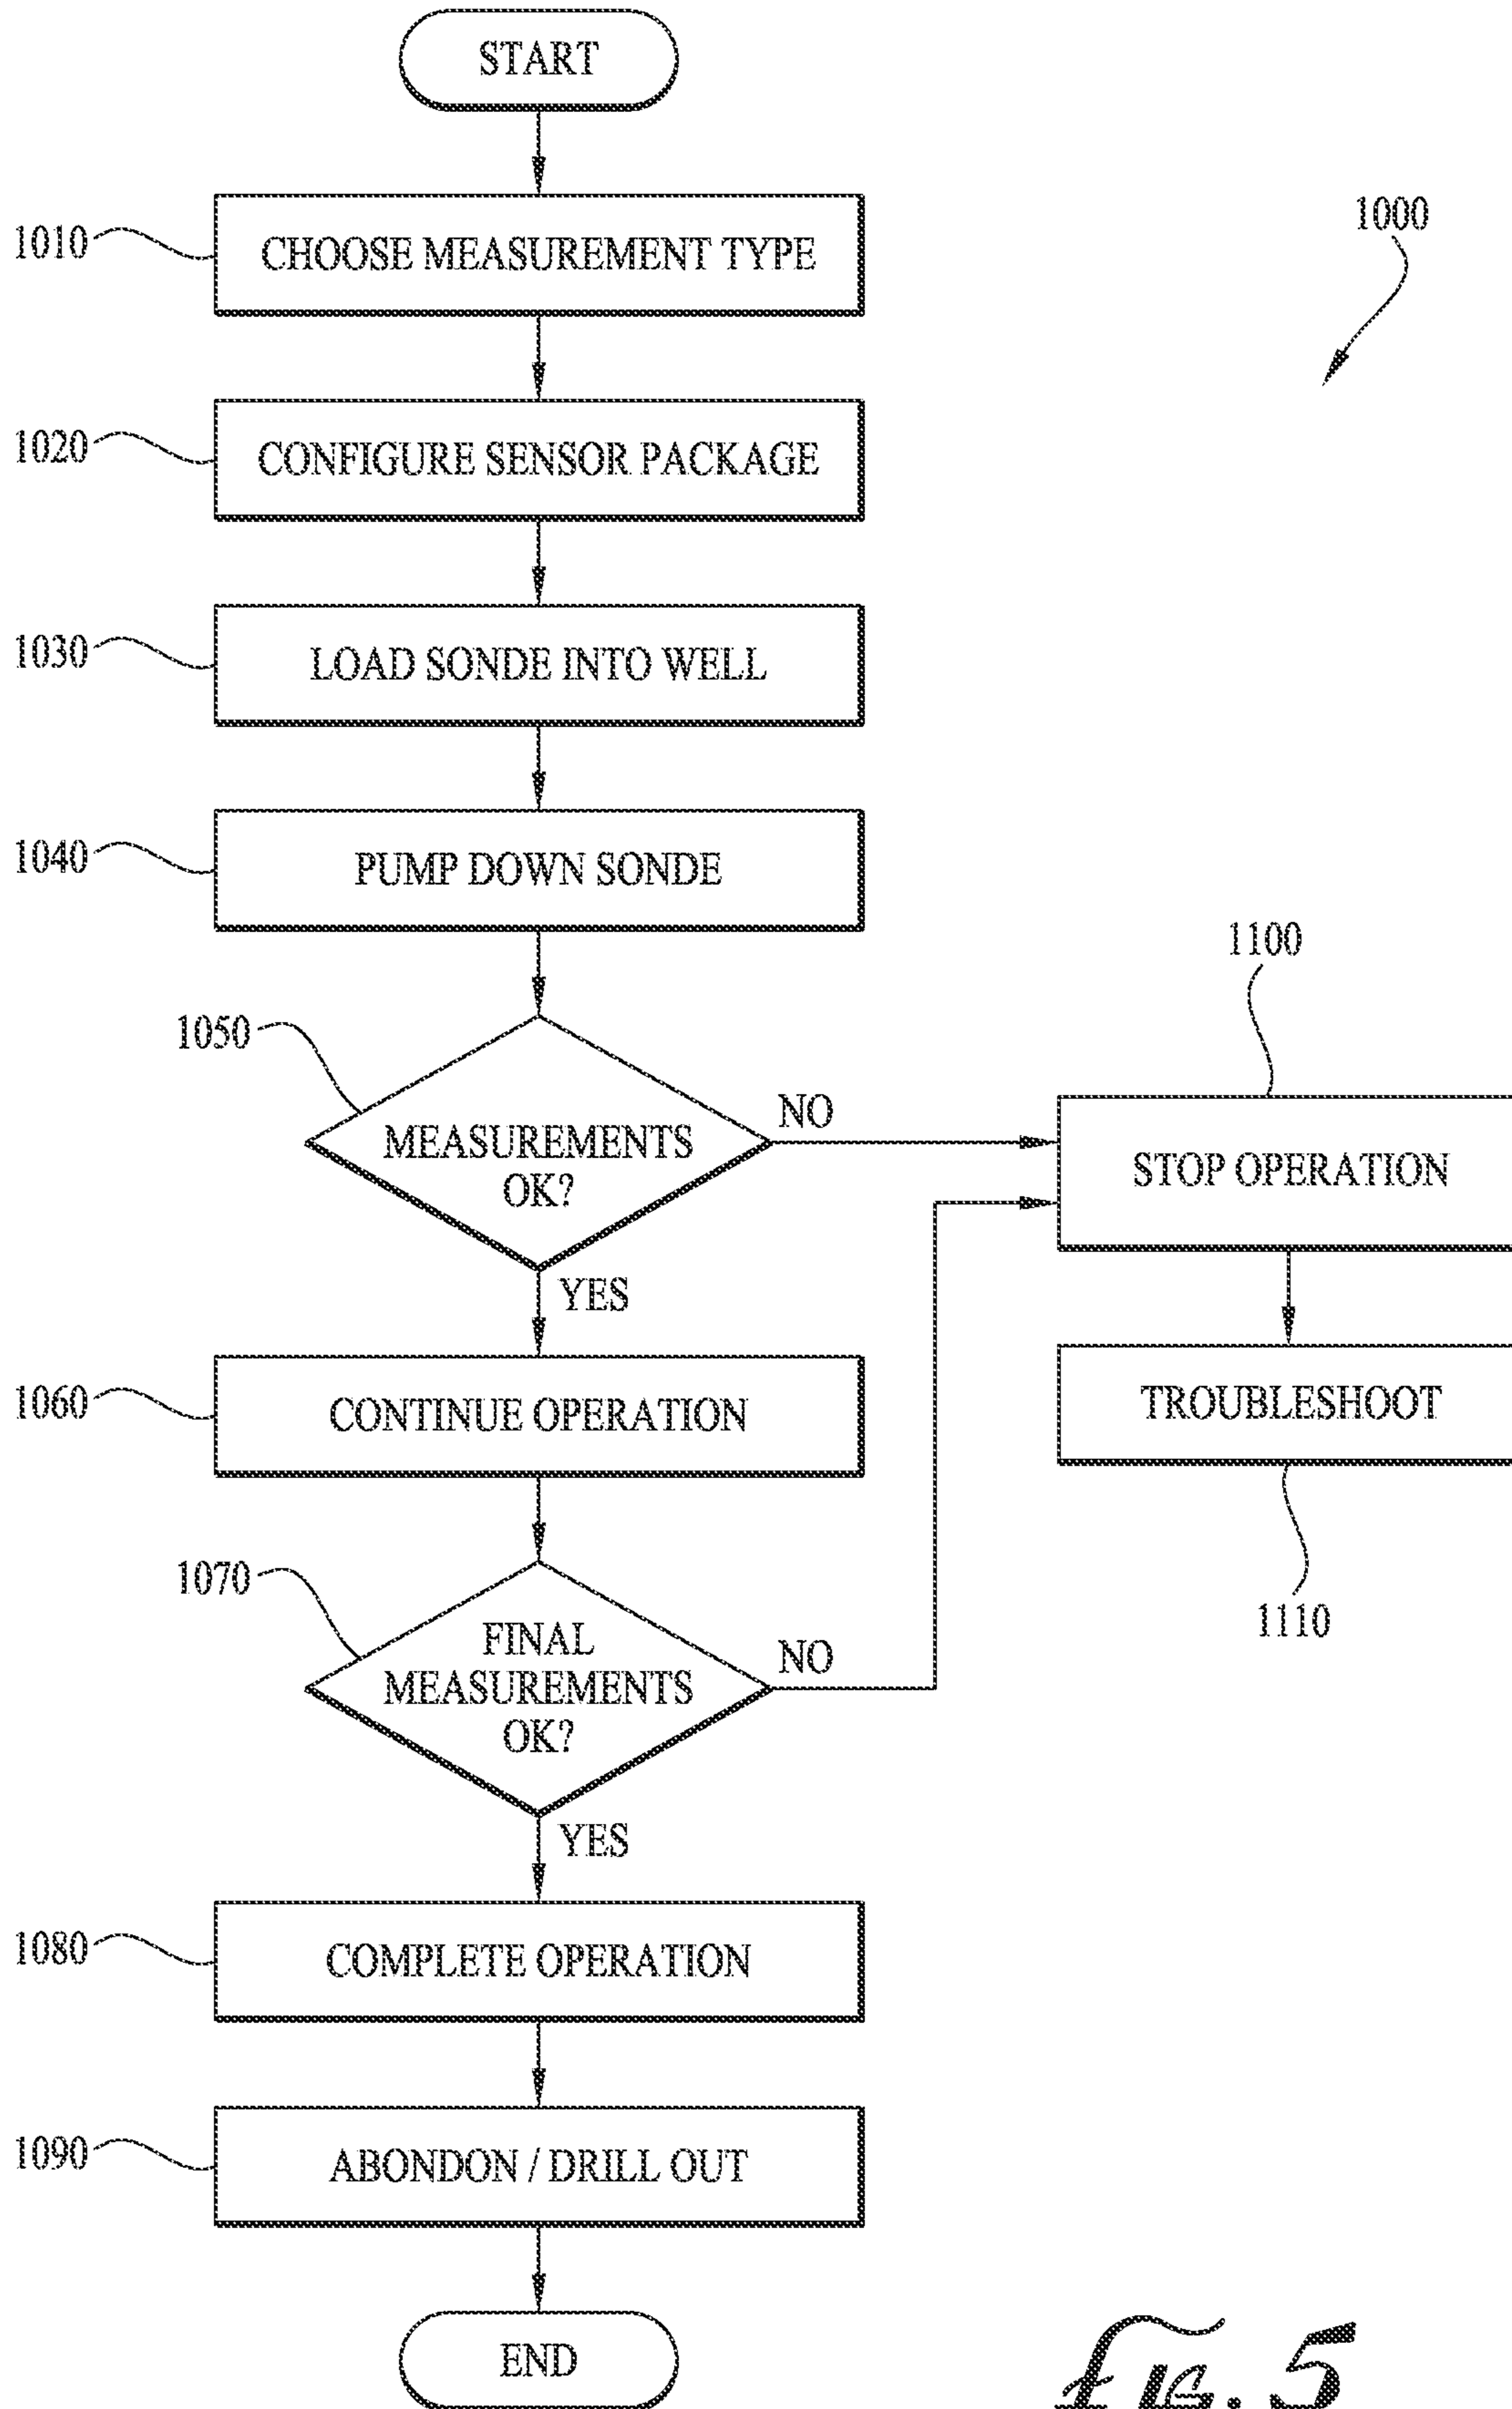 START
1010
CHOOSE MEASUREMENT TYPE
1000
1020
CONFIGURE SENSOR PACKAGE
1030
LOAD SONDE INTO WELL
1040
PUMP DOWN SONDE
1050
MEASUREMENTS
OK?
NO
YES
1100
STOP OPERATION
TROUBLESHOOT
1110
1060
CONTINUE OPERATION
1070
FINAL
MEASUREMENTS
OK?
NO
YES
1080
COMPLETE OPERATION
1090
ABONDON / DRILL OUT
END
FIG. 5